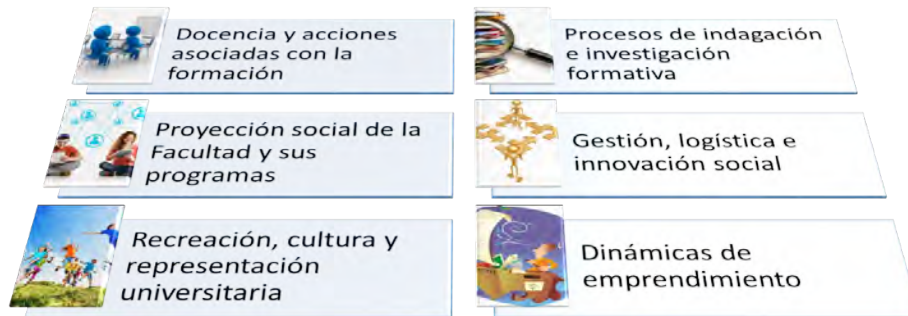 Docencia y acciones
asociadas con la
formación
Procesos de indagación
e investigación
formativa
Proyección social de la
Facultad y sus
programas
Gestión, logística e
innovación social
Recreación, cultura y
representación
universitaria
Dinámicas de
emprendimiento